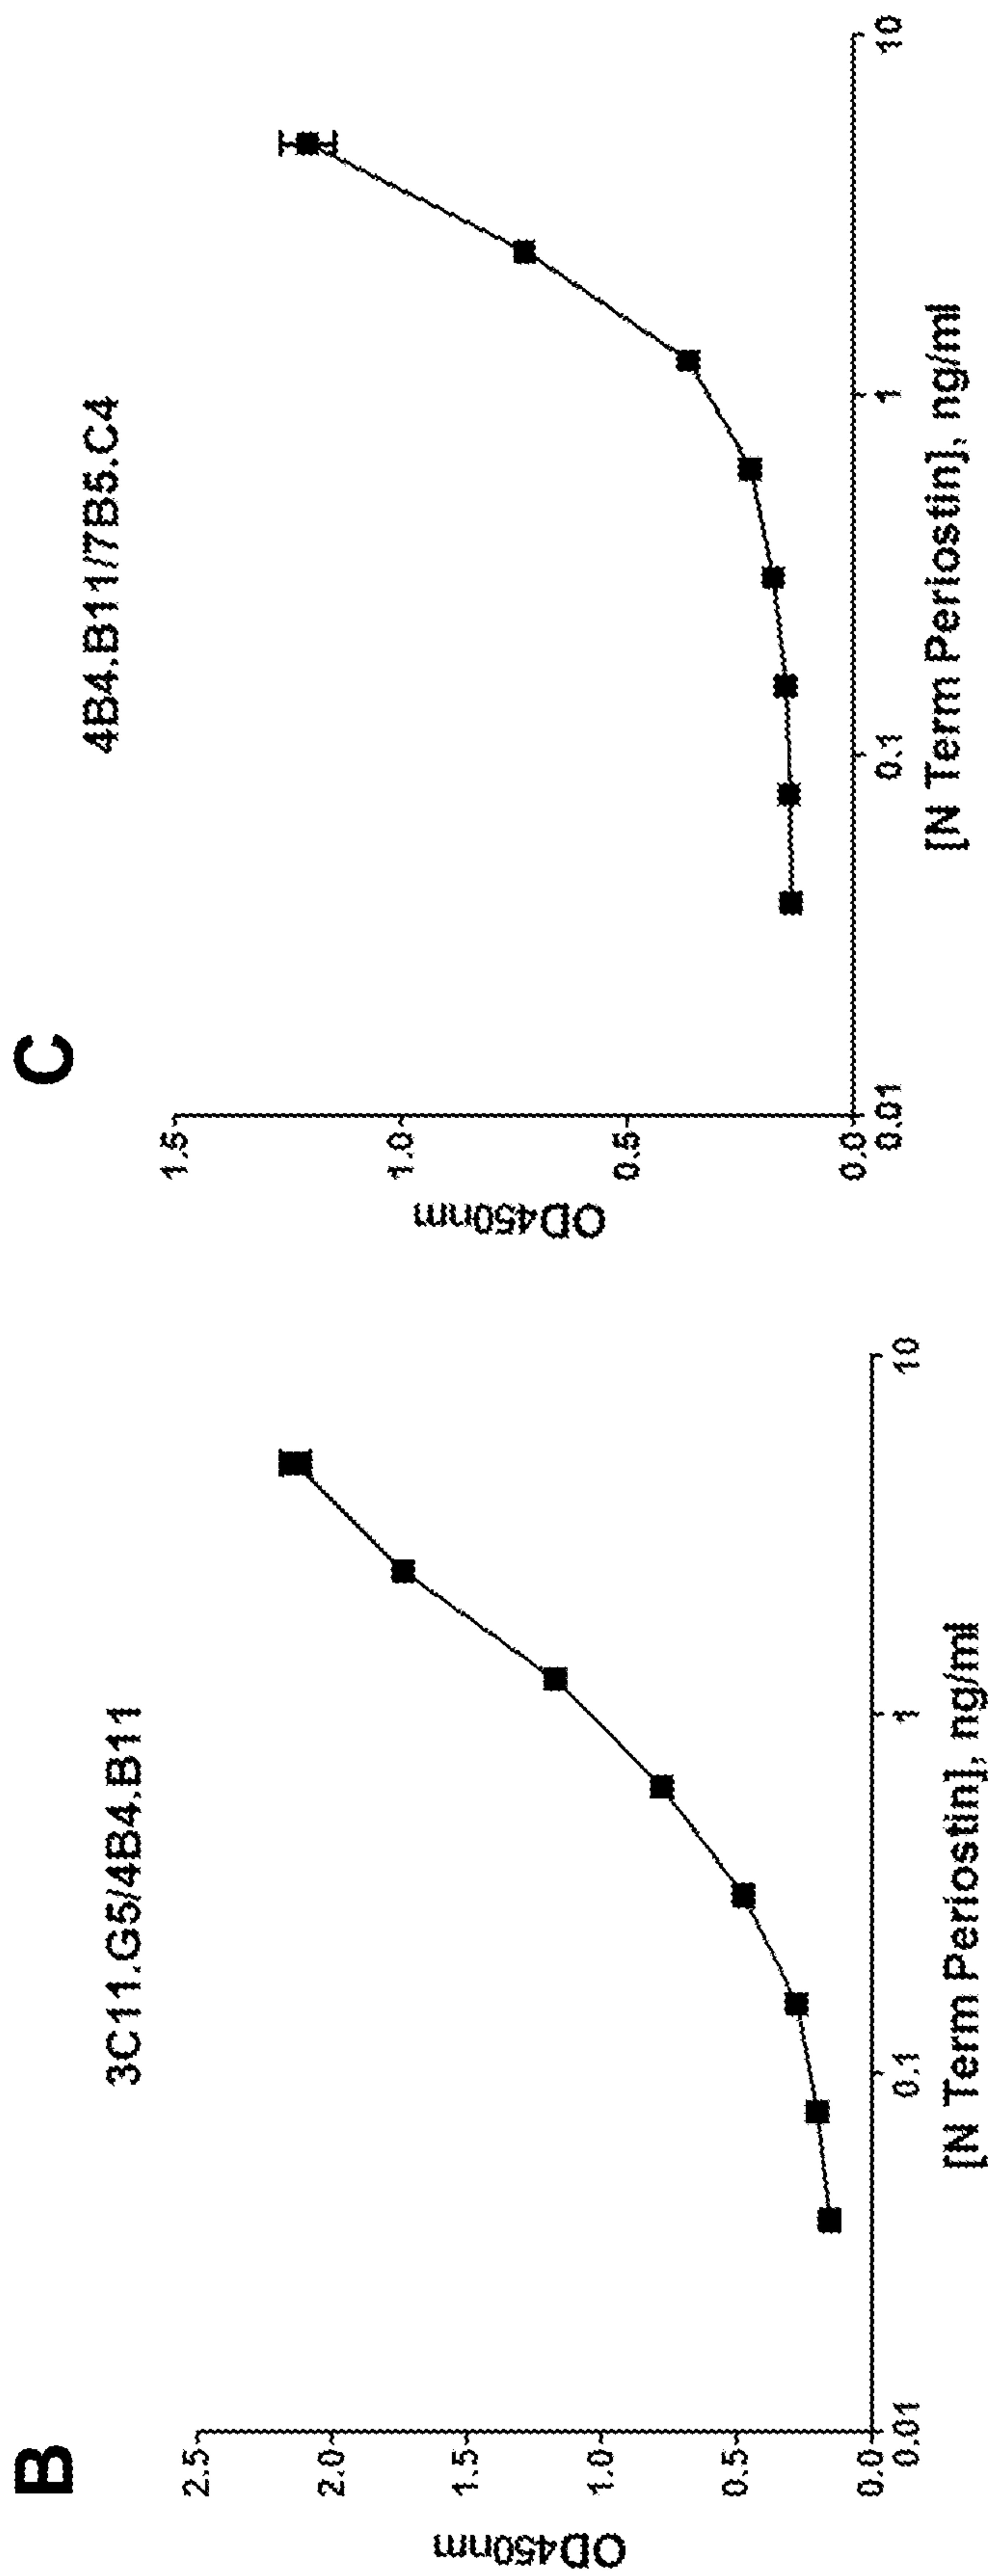 B
3C11.G5/4B4.B11
OD450nm
2.5
2.0
1.5
1.0
0.5
0.0
0.01
0.1
1
10
[N Term Periostin], ng/ml
C
4B4.B11/7B5.C4
OD450nm
1.5
1.0
0.5
0.0
0.01
0.1
1
10
[N Term Periostin], ng/ml